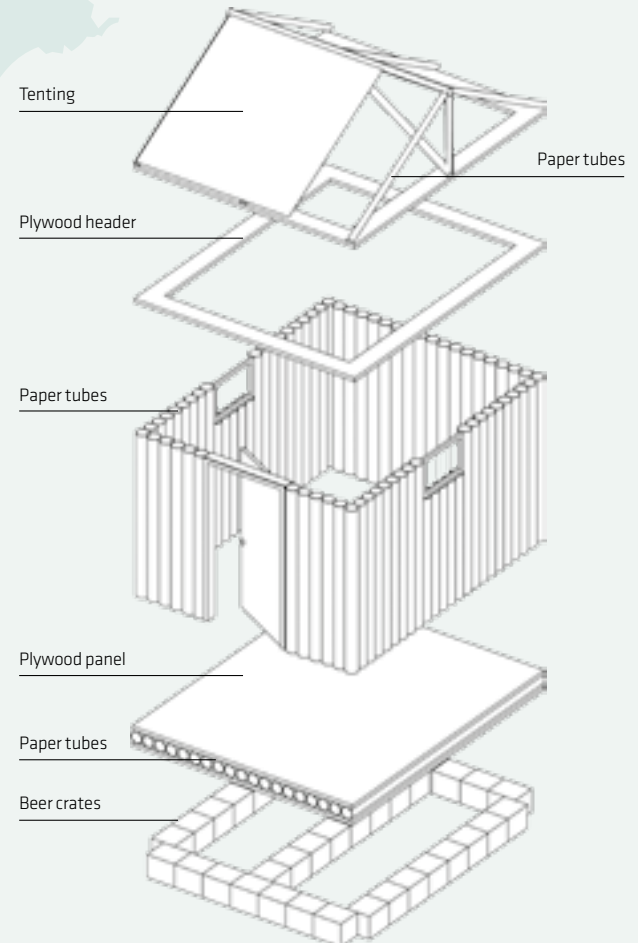 Tenting
Paper tubes
Plywood header
Paper tubes
Plywood panel
Paper tubes
Beer crates